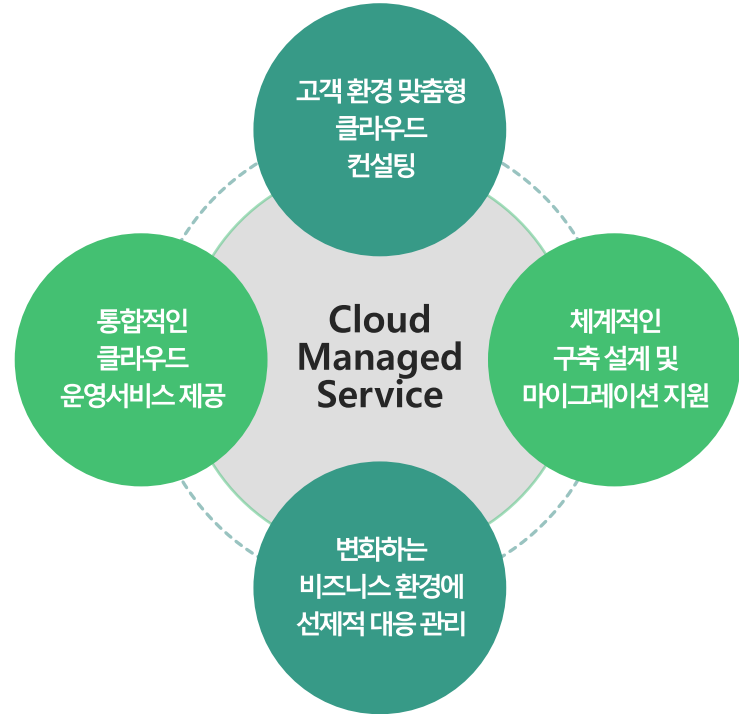 고객 환경 맞춤형
클라우드
컨설팅
통합적인
클라우드
운영서비스 제공
Cloud
Managed
Service
체계적인
구축 설계 및
마이그레이션 지원
변화하는
비즈니스 환경에
선제적 대응 관리